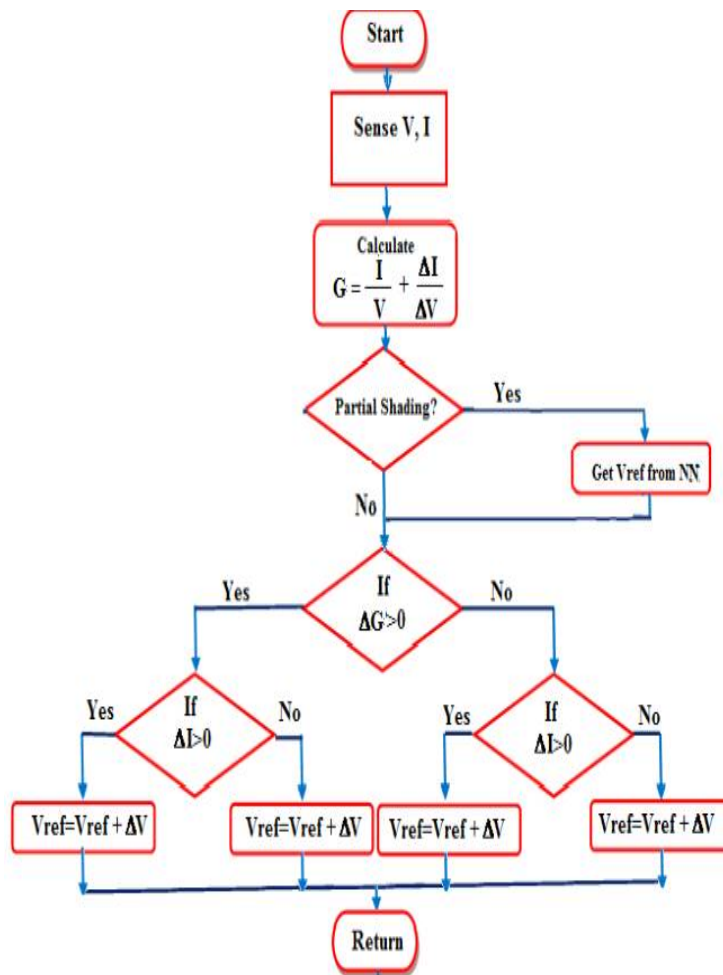 Start
Sense V, I
Calculate
G = I/V + ΔI/ΔV
Partial Shading?
Yes
Get Vref from NN
No
If
ΔG>0
Yes
No
If
ΔI>0
Yes
No
If
ΔI>0
Yes
No
Vref=Vref + ΔV
Vref=Vref + ΔV
Vref=Vref + ΔV
Vref=Vref + ΔV
Return